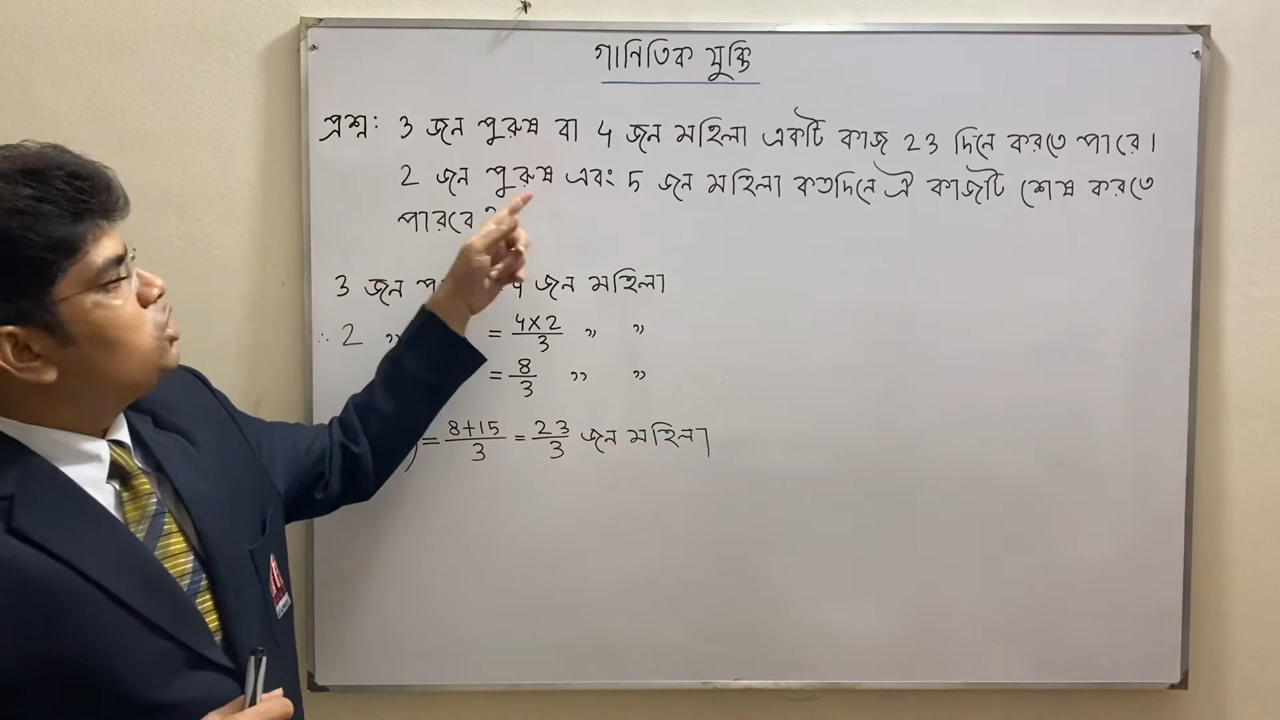 গানিতিক যুক্তি
প্রশ্ন: 3 জন পুরুষ বা 4 জন মহিলা একটি কাজ 23 দিনে করতে পারে।
2 জন পুরুষ এবং 5 জন মহিলা কতদিনে ঐ কাজটি শেষ করতে
পারবে ?
3 জন 4 জন মহিলা
∴ 2 " = 4×2/3 " "
= 8/3 " "
) = 8+15/3 = 23/3 জন মহিলা